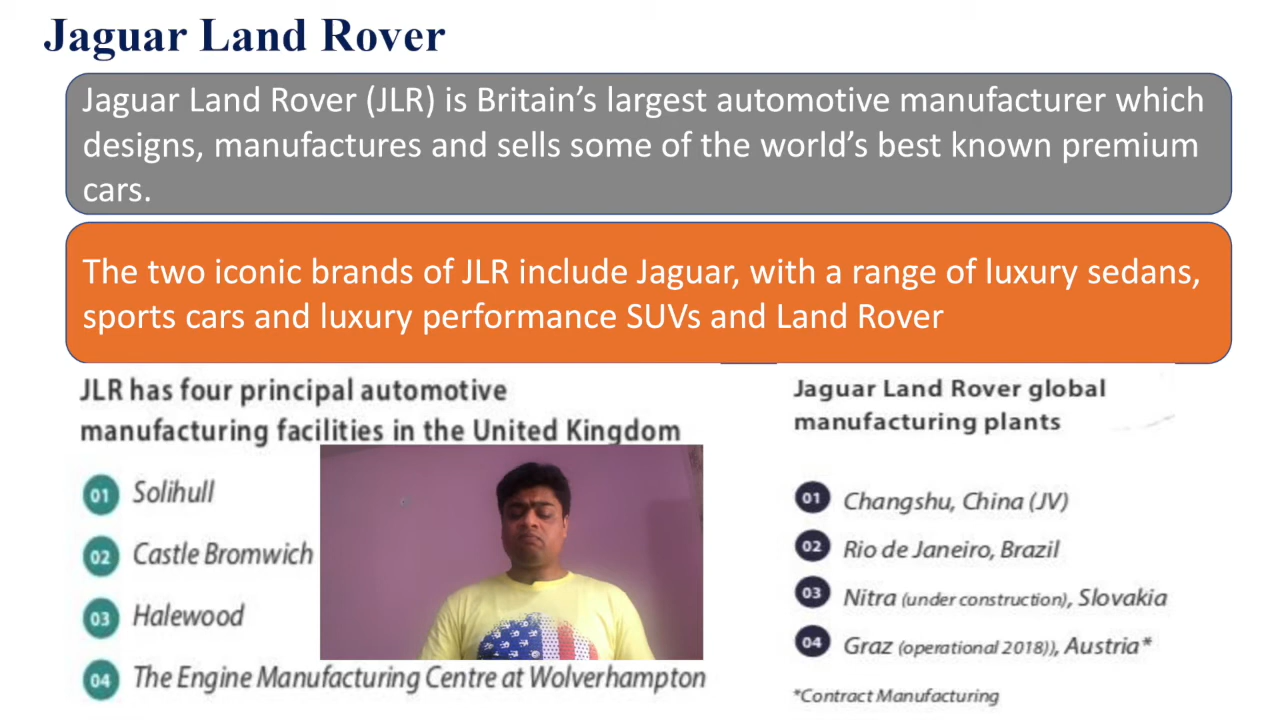 Jaguar Land Rover
Jaguar Land Rover (JLR) is Britain’s largest automotive manufacturer which
designs, manufactures and sells some of the world’s best known premium
cars.
The two iconic brands of JLR include Jaguar, with a range of luxury sedans,
sports cars and luxury performance SUVs and Land Rover
JLR has four principal automotive
manufacturing facilities in the United Kingdom
01 Solihull
02 Castle Bromwich
03 Halewood
04 The Engine Manufacturing Centre at Wolverhampton
Jaguar Land Rover global
manufacturing plants
01 Changshu, China (JV)
02 Rio de Janeiro, Brazil
03 Nitra (under construction), Slovakia
04 Graz (operational 2018)), Austria*
*Contract Manufacturing